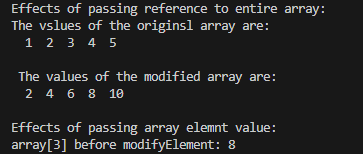 Effects of passing reference to entire array:
The vslues of the originsl array are:
1 2 3 4 5
The values of the modified array are:
2 4 6 8 10
Effects of passing array elemnt value:
array[3] before modifyElement: 8